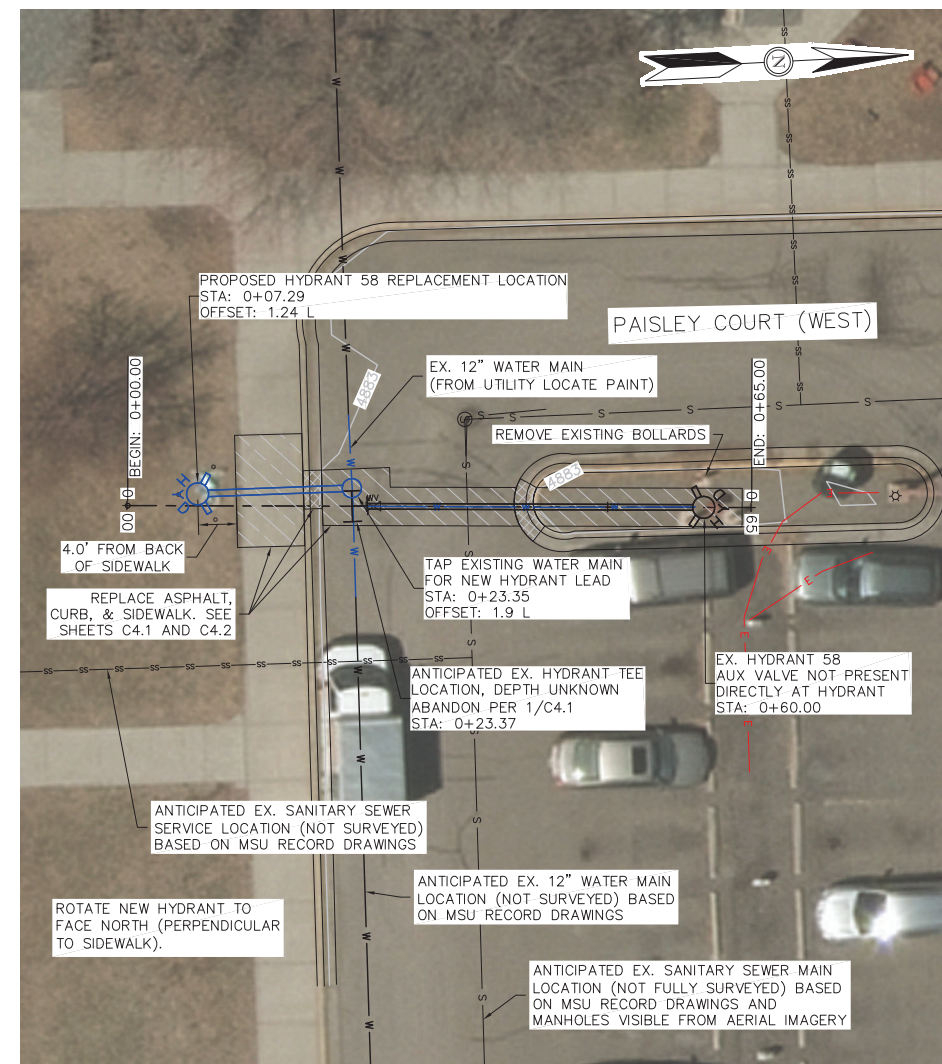 N
PROPOSED HYDRANT 58 REPLACEMENT LOCATION
STA: 0+07.29
OFFSET: 1.24 L
PAISLEY COURT (WEST)
EX. 12" WATER MAIN
(FROM UTILITY LOCATE PAINT)
4883
BEGIN: 0+00.00
END: 0+65.00
REMOVE EXISTING BOLLARDS
4883
0
00
WV
0
65
4.0' FROM BACK
OF SIDEWALK
TAP EXISTING WATER MAIN
FOR NEW HYDRANT LEAD
STA: 0+23.35
OFFSET: 1.9 L
REPLACE ASPHALT,
CURB, & SIDEWALK. SEE
SHEETS C4.1 AND C4.2
ANTICIPATED EX. HYDRANT TEE
LOCATION, DEPTH UNKNOWN
ABANDON PER 1/C4.1
STA: 0+23.37
EX. HYDRANT 58
AUX VALVE NOT PRESENT
DIRECTLY AT HYDRANT
STA: 0+60.00
ANTICIPATED EX. SANITARY SEWER
SERVICE LOCATION (NOT SURVEYED)
BASED ON MSU RECORD DRAWINGS
ANTICIPATED EX. 12" WATER MAIN
LOCATION (NOT SURVEYED) BASED
ON MSU RECORD DRAWINGS
ROTATE NEW HYDRANT TO
FACE NORTH (PERPENDICULAR
TO SIDEWALK).
ANTICIPATED EX. SANITARY SEWER MAIN
LOCATION (NOT FULLY SURVEYED) BASED
ON MSU RECORD DRAWINGS AND
MANHOLES VISIBLE FROM AERIAL IMAGERY